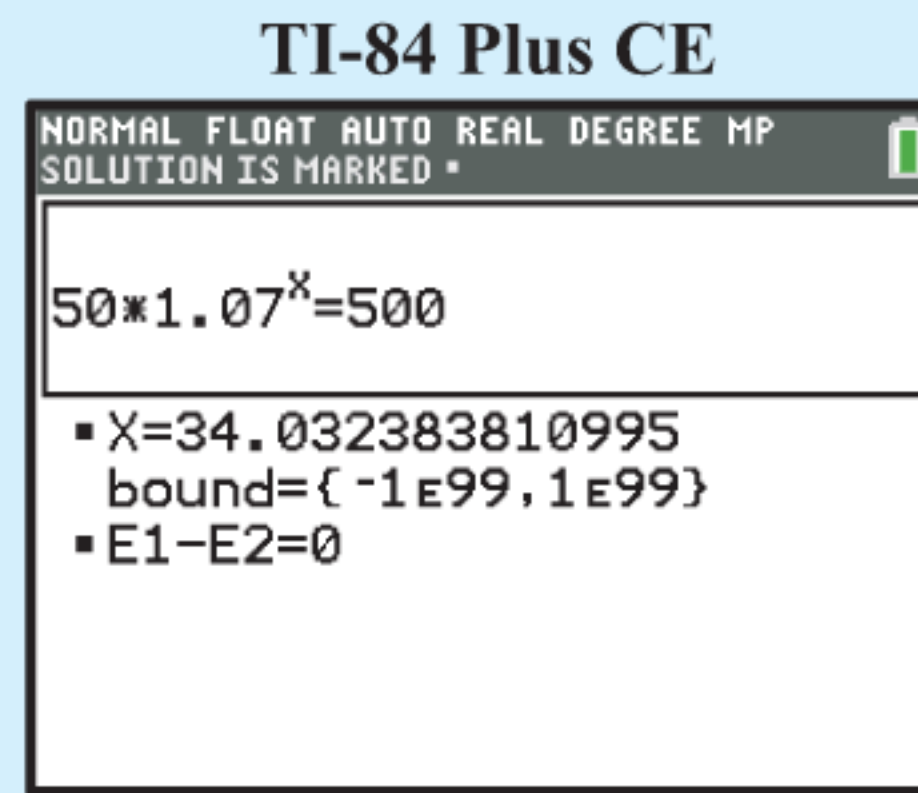 TI-84 Plus CE
NORMAL FLOAT AUTO REAL DEGREE MP
SOLUTION IS MARKED ▪
50*1.07ˣ=500
▪X=34.032383810995
bound={-1ᴇ99,1ᴇ99}
▪E1-E2=0